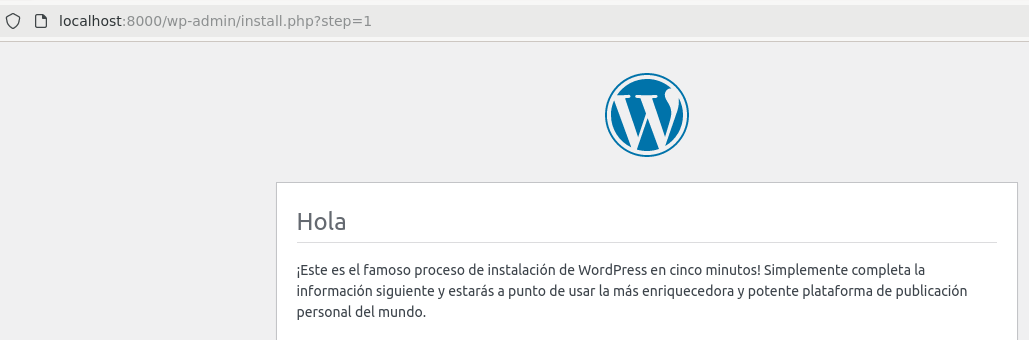 localhost:8000/wp-admin/install.php?step=1
Hola
¡Este es el famoso proceso de instalación de WordPress en cinco minutos! Simplemente completa la
información siguiente y estarás a punto de usar la más enriquecedora y potente plataforma de publicación
personal del mundo.